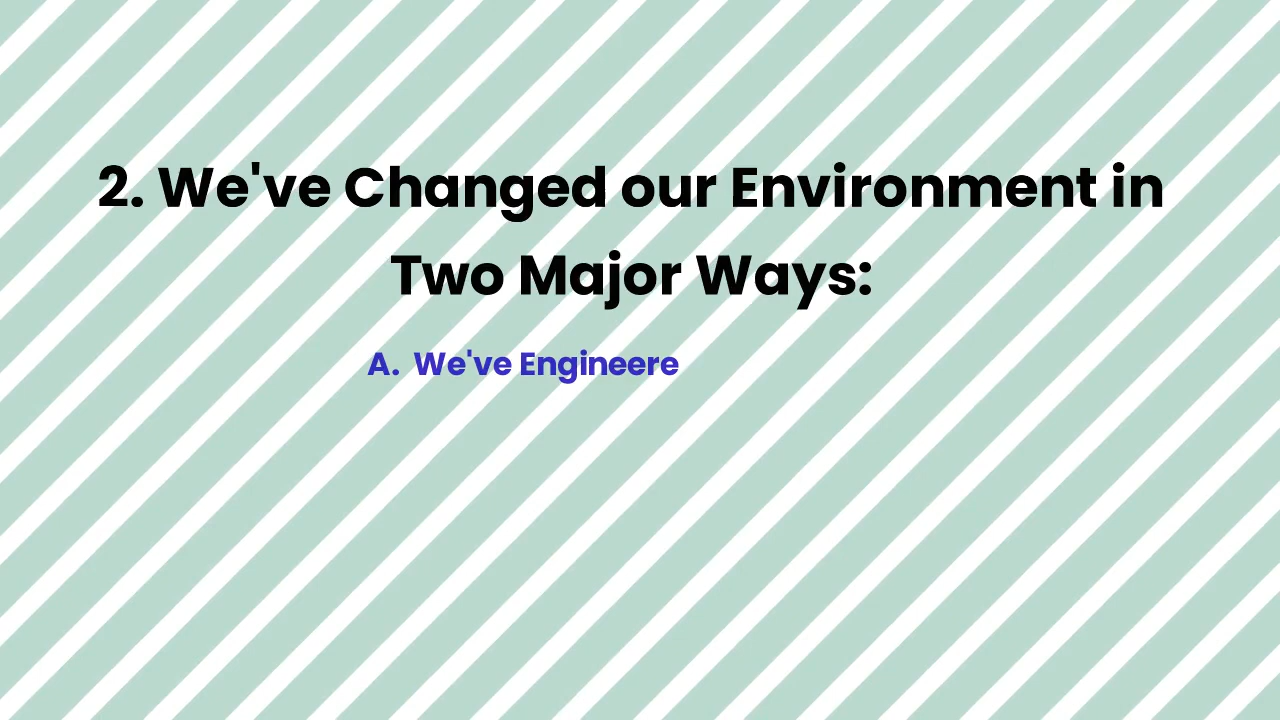 2. We've Changed our Environment in
Two Major Ways:
A. We've Engineere